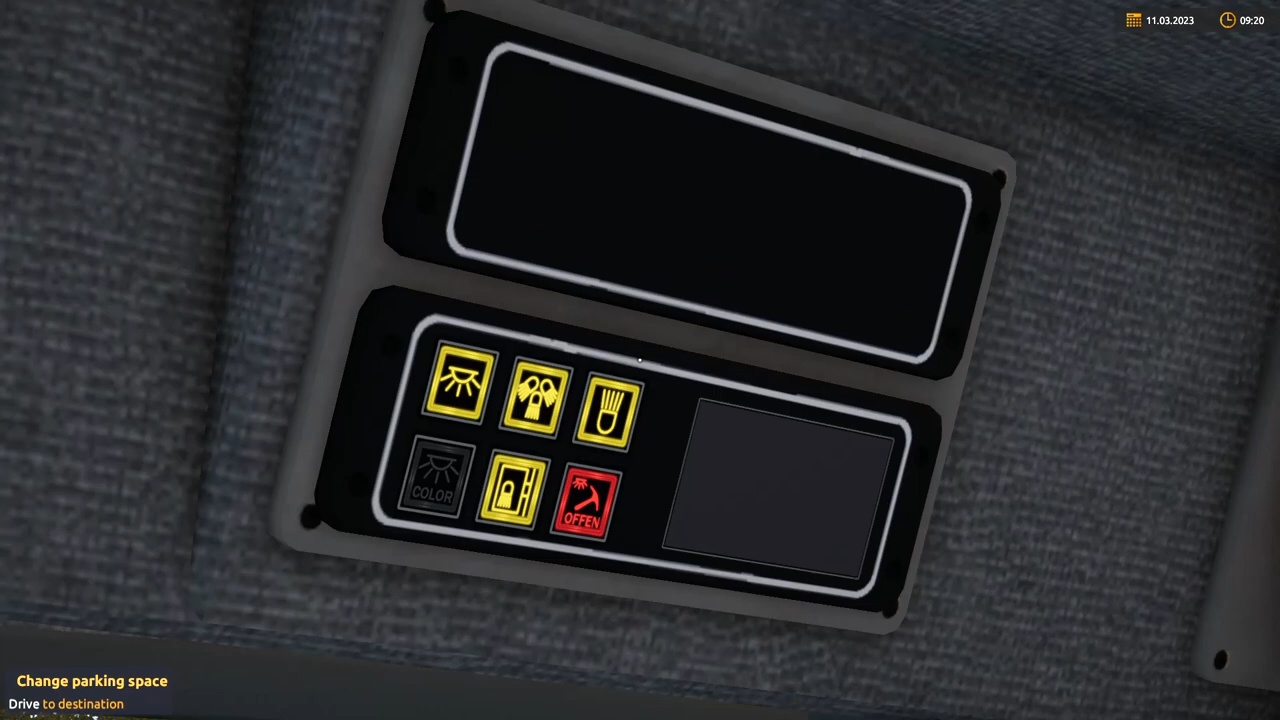 11.03.2023 09:20
COLOR
OFFEN
Change parking space
Drive to destination